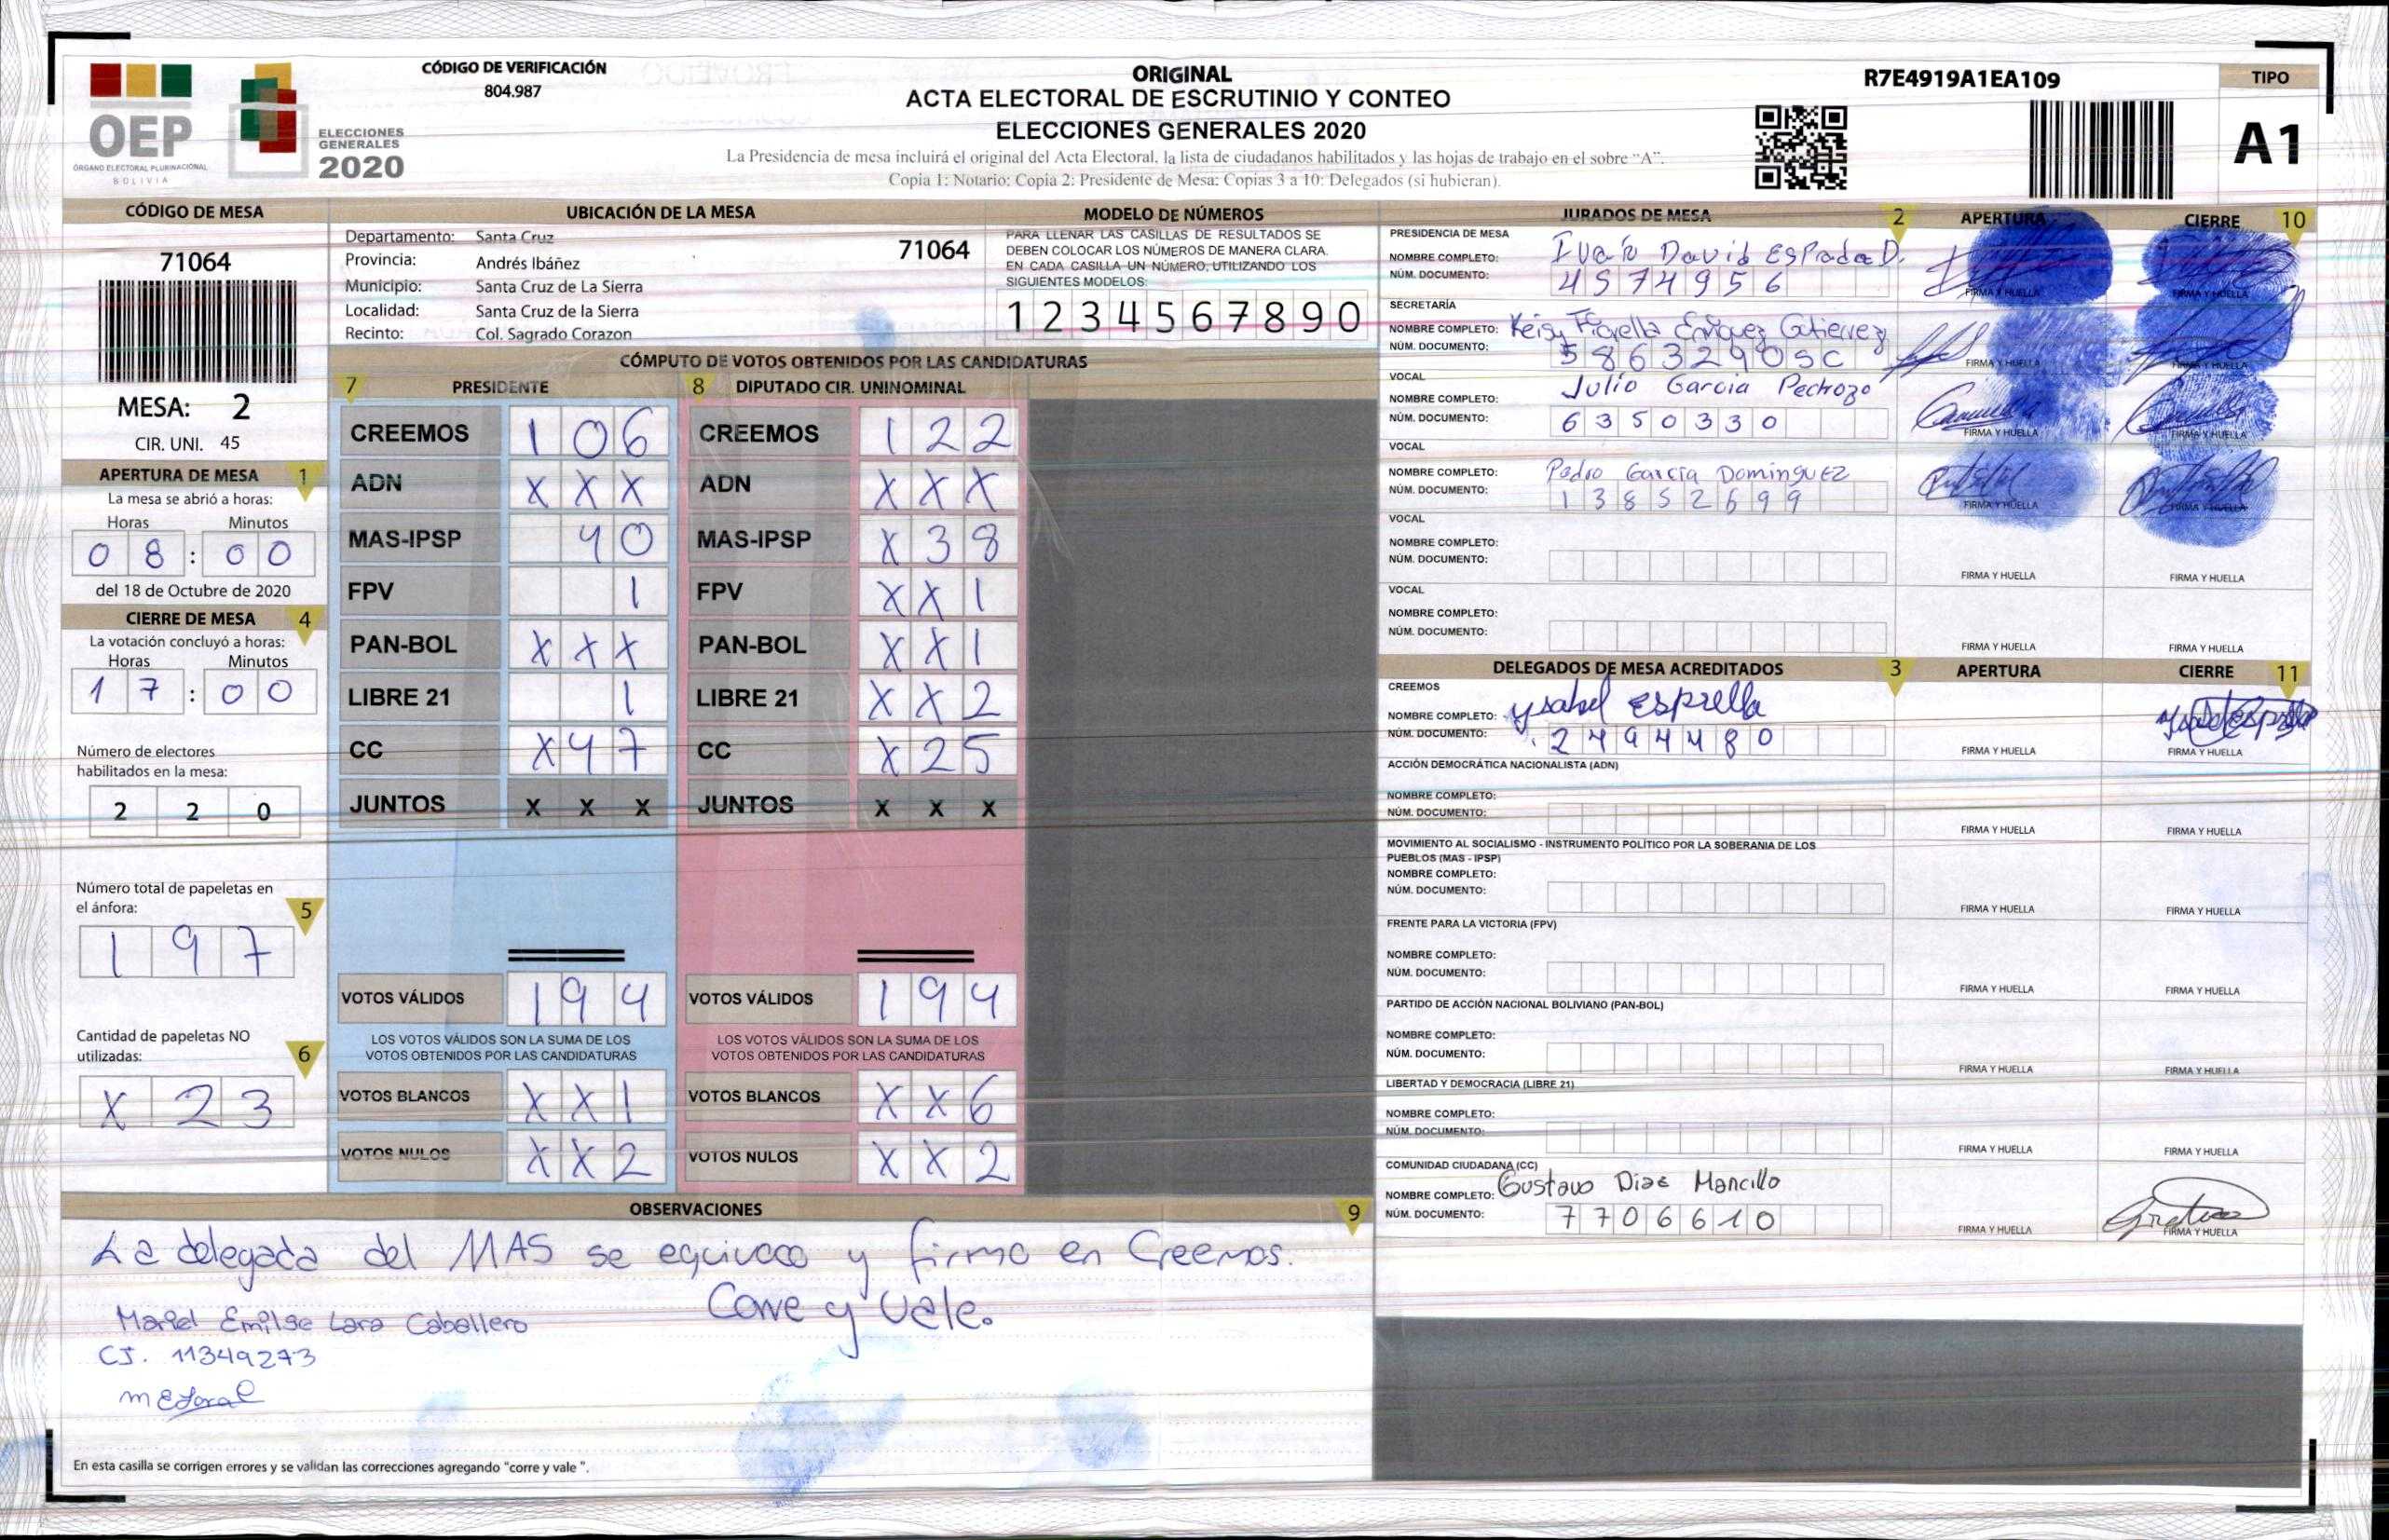 OEP
ÓRGANO ELECTORAL PLURINACIONAL
BOLIVIA
ELECCIONES
GENERALES
2020
CÓDIGO DE VERIFICACIÓN
804.987
ORIGINAL
ACTA ELECTORAL DE ESCRUTINIO Y CONTEO
ELECCIONES GENERALES 2020
La Presidencia de mesa incluirá el original del Acta Electoral, la lista de ciudadanos habilitados y las hojas de trabajo en el sobre "A".
Copia 1: Notario: Copia 2: Presidente de Mesa: Copias 3 a 10: Delegados (si hubieran).
R7E4919A1EA109
TIPO
A1
CÓDIGO DE MESA
71064
MESA: 2
CIR. UNI. 45
APERTURA DE MESA 1
La mesa se abrió a horas:
Horas Minutos
0 8 : 0 0
del 18 de Octubre de 2020
CIERRE DE MESA 4
La votación concluyó a horas:
Horas Minutos
1 7 : 0 0
Número de electores
habilitados en la mesa:
2 2 0
Número total de papeletas en
el ánfora: 5
1 9 7
Cantidad de papeletas NO
utilizadas: 6
X 2 3
UBICACIÓN DE LA MESA
Departamento: Santa Cruz
71064
Provincia: Andrés Ibáñez
Municipio: Santa Cruz de La Sierra
Localidad: Santa Cruz de la Sierra
Recinto: Col. Sagrado Corazon
MODELO DE NÚMEROS
PARA LLENAR LAS CASILLAS DE RESULTADOS SE
DEBEN COLOCAR LOS NÚMEROS DE MANERA CLARA.
EN CADA CASILLA UN NÚMERO, UTILIZANDO LOS
SIGUIENTES MODELOS:
1 2 3 4 5 6 7 8 9 0
CÓMPUTO DE VOTOS OBTENIDOS POR LAS CANDIDATURAS
7 PRESIDENTE
CREEMOS 1 0 6
ADN X X X
MAS-IPSP 4 0
FPV 1
PAN-BOL X X X
LIBRE 21 1
CC X 4 7
JUNTOS X X X
VOTOS VÁLIDOS 1 9 4
LOS VOTOS VÁLIDOS SON LA SUMA DE LOS
VOTOS OBTENIDOS POR LAS CANDIDATURAS
VOTOS BLANCOS X X 1
VOTOS NULOS X X 2
8 DIPUTADO CIR. UNINOMINAL
CREEMOS 1 2 2
ADN X X X
MAS-IPSP X 3 8
FPV X X 1
PAN-BOL X X 1
LIBRE 21 X X 2
CC X 2 5
JUNTOS X X X
VOTOS VÁLIDOS 1 9 4
LOS VOTOS VÁLIDOS SON LA SUMA DE LOS
VOTOS OBTENIDOS POR LAS CANDIDATURAS
VOTOS BLANCOS X X 6
VOTOS NULOS X X 2
OBSERVACIONES 9
La delegada del MAS se equivoco y firmo en Creemos.
Corre y Vale.
Mariel Emilse Lara Caballero
CI. 11349273
En esta casilla se corrigen errores y se validan las correcciones agregando "corre y vale ".
JURADOS DE MESA 2 APERTURA CIERRE 10
PRESIDENCIA DE MESA
NOMBRE COMPLETO: David Espada D.
NÚM. DOCUMENTO: 4 5 7 4 9 5 6
FIRMA Y HUELLA FIRMA Y HUELLA
SECRETARÍA
NOMBRE COMPLETO: Fiorella Enriquez Gutierrez
NÚM. DOCUMENTO: 5 8 6 3 2 9 0 S C
FIRMA Y HUELLA FIRMA Y HUELLA
VOCAL
NOMBRE COMPLETO: Julio Garcia Pedrozo
NÚM. DOCUMENTO: 6 3 5 0 3 3 0
FIRMA Y HUELLA FIRMA Y HUELLA
VOCAL
NOMBRE COMPLETO: Pedro Garcia Dominguez
NÚM. DOCUMENTO: 1 3 8 5 2 6 9 9
FIRMA Y HUELLA FIRMA Y HUELLA
VOCAL
NOMBRE COMPLETO:
NÚM. DOCUMENTO:
FIRMA Y HUELLA FIRMA Y HUELLA
VOCAL
NOMBRE COMPLETO:
NÚM. DOCUMENTO:
FIRMA Y HUELLA FIRMA Y HUELLA
DELEGADOS DE MESA ACREDITADOS 3 APERTURA CIERRE 11
CREEMOS
NOMBRE COMPLETO: Ysabel Esprella
NÚM. DOCUMENTO: 2 4 9 4 4 8 0
FIRMA Y HUELLA FIRMA Y HUELLA
ACCIÓN DEMOCRÁTICA NACIONALISTA (ADN)
NOMBRE COMPLETO:
NÚM. DOCUMENTO:
FIRMA Y HUELLA FIRMA Y HUELLA
MOVIMIENTO AL SOCIALISMO - INSTRUMENTO POLÍTICO POR LA SOBERANIA DE LOS
PUEBLOS (MAS - IPSP)
NOMBRE COMPLETO:
NÚM. DOCUMENTO:
FIRMA Y HUELLA FIRMA Y HUELLA
FRENTE PARA LA VICTORIA (FPV)
NOMBRE COMPLETO:
NÚM. DOCUMENTO:
FIRMA Y HUELLA FIRMA Y HUELLA
PARTIDO DE ACCIÓN NACIONAL BOLIVIANO (PAN-BOL)
NOMBRE COMPLETO:
NÚM. DOCUMENTO:
FIRMA Y HUELLA FIRMA Y HUELLA
LIBERTAD Y DEMOCRACIA (LIBRE 21)
NOMBRE COMPLETO:
NÚM. DOCUMENTO:
FIRMA Y HUELLA FIRMA Y HUELLA
COMUNIDAD CIUDADANA (CC)
NOMBRE COMPLETO: Gustavo Diaz Mancillo
NÚM. DOCUMENTO: 7 7 0 6 6 1 0
FIRMA Y HUELLA FIRMA Y HUELLA